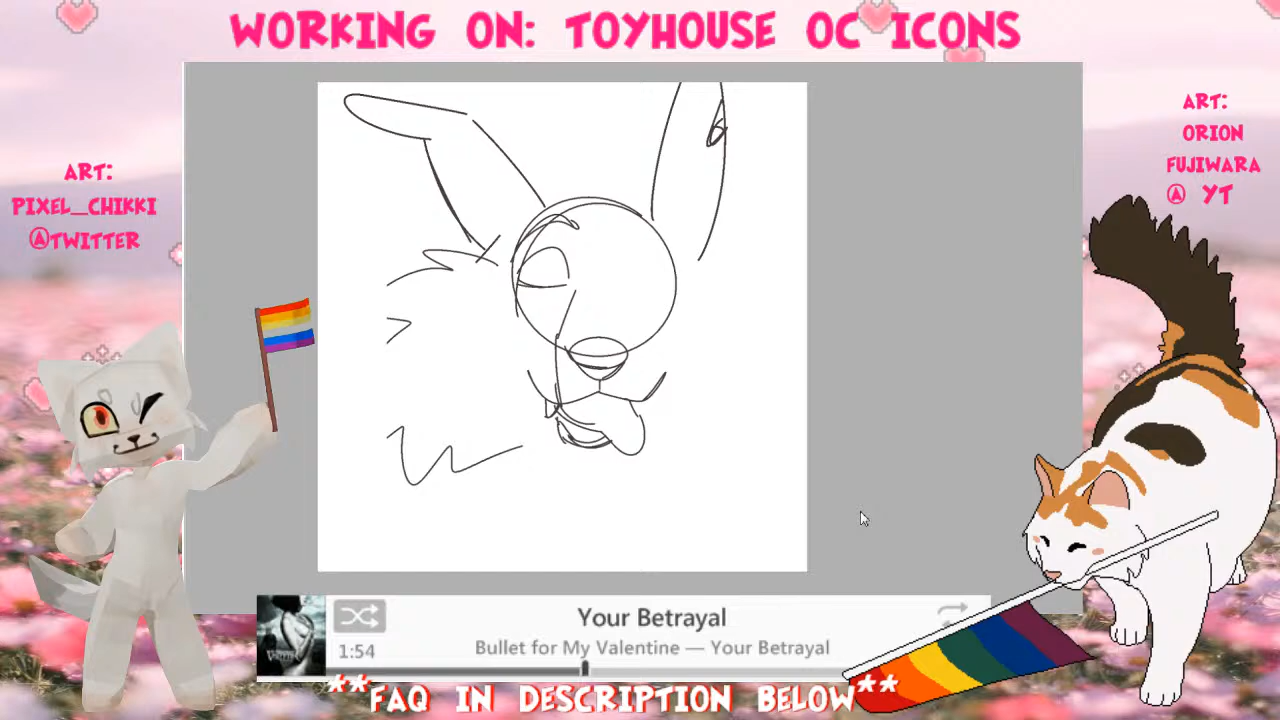 WORKING ON: TOYHOUSE OC ICONS
ART:
PIXEL_CHIKKI
@TWITTER
ART:
ORION
FUJIWARA
@ YT
Your Betrayal
1:54
Bullet for My Valentine — Your Betrayal
**FAQ IN DESCRIPTION BELOW**